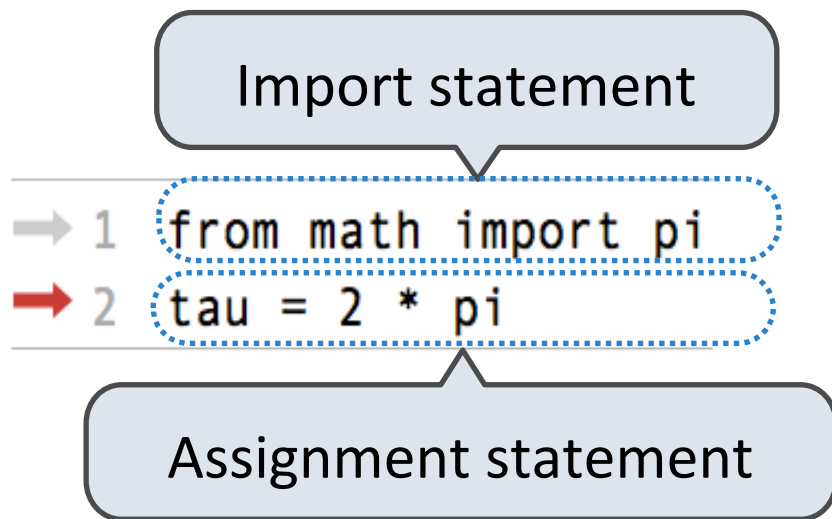 Import statement
1 from math import pi
2 tau = 2 * pi
Assignment statement